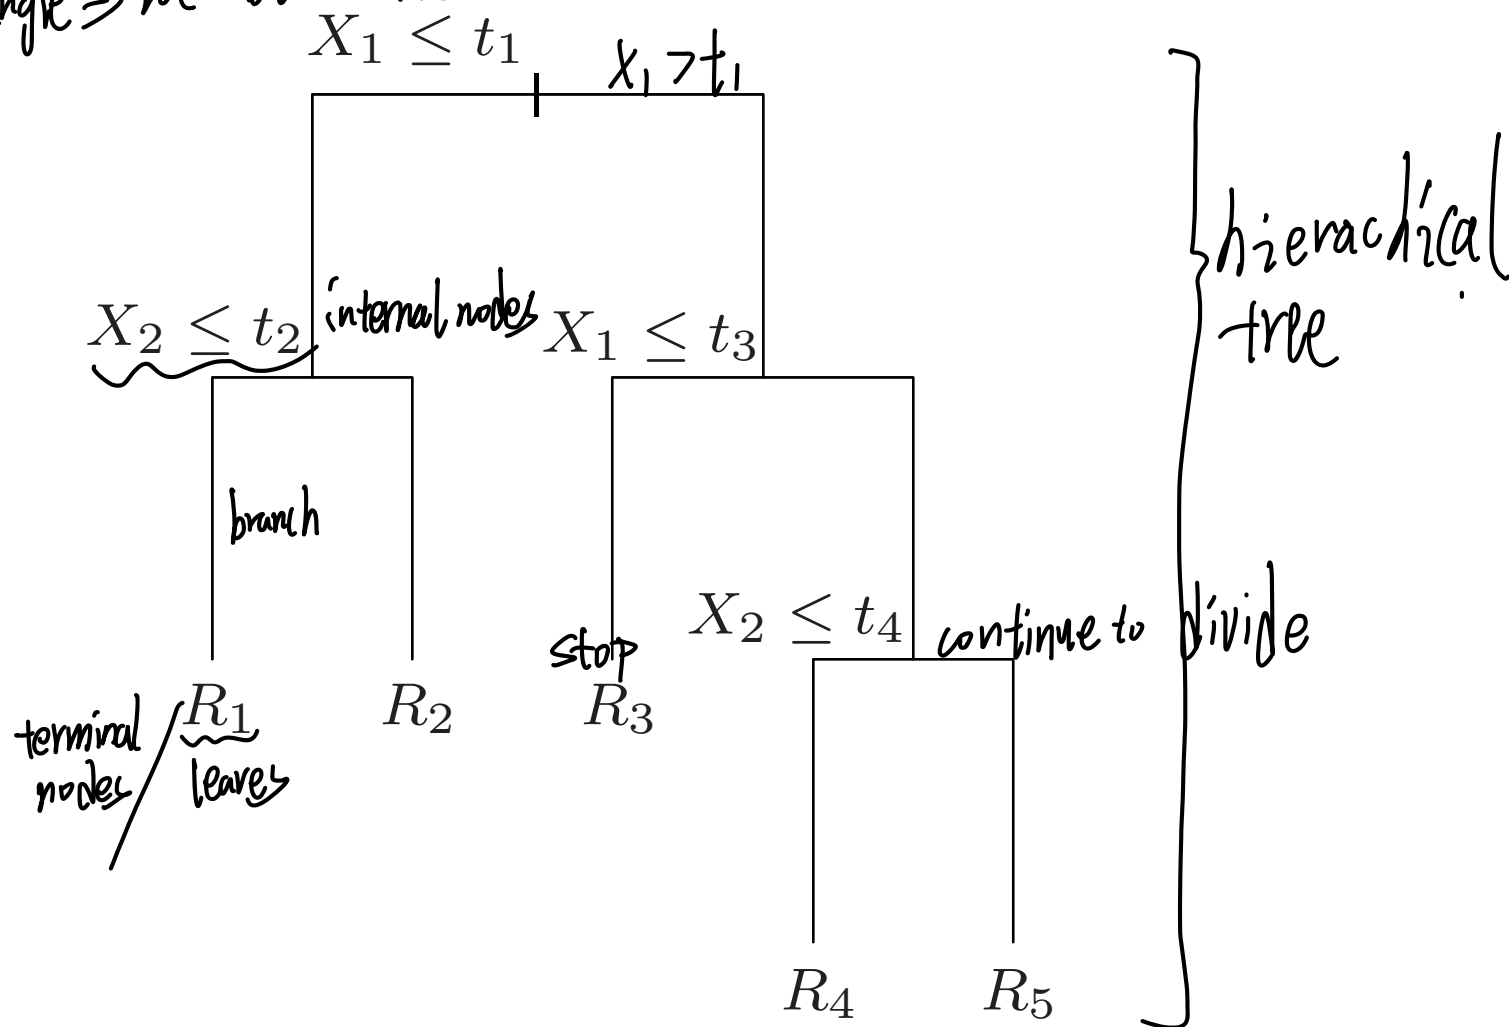 X₁ ≤ t₁
X₁ > t₁
hierachical
tree
X₂ ≤ t₂
internal nodes
X₁ ≤ t₃
branch
X₂ ≤ t₄
continue to divide
stop
R₁
R₂
R₃
terminal
nodes
leaves
R₄
R₅